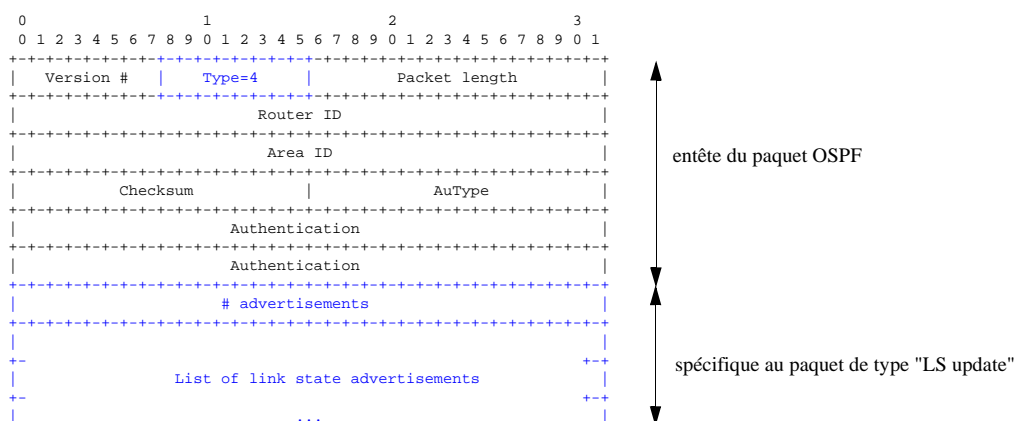 0                   1                   2                   3
0 1 2 3 4 5 6 7 8 9 0 1 2 3 4 5 6 7 8 9 0 1 2 3 4 5 6 7 8 9 0 1
+-+-+-+-+-+-+-+-+-+-+-+-+-+-+-+-+-+-+-+-+-+-+-+-+-+-+-+-+-+-+-+-+
| Version # | Type=4 | Packet length |
+-+-+-+-+-+-+-+-+-+-+-+-+-+-+-+-+-+-+-+-+-+-+-+-+-+-+-+-+-+-+-+-+
| Router ID |
+-+-+-+-+-+-+-+-+-+-+-+-+-+-+-+-+-+-+-+-+-+-+-+-+-+-+-+-+-+-+-+-+
| Area ID |
entête du paquet OSPF
+-+-+-+-+-+-+-+-+-+-+-+-+-+-+-+-+-+-+-+-+-+-+-+-+-+-+-+-+-+-+-+-+
| Checksum | AuType |
+-+-+-+-+-+-+-+-+-+-+-+-+-+-+-+-+-+-+-+-+-+-+-+-+-+-+-+-+-+-+-+-+
| Authentication |
+-+-+-+-+-+-+-+-+-+-+-+-+-+-+-+-+-+-+-+-+-+-+-+-+-+-+-+-+-+-+-+-+
| Authentication |
+-+-+-+-+-+-+-+-+-+-+-+-+-+-+-+-+-+-+-+-+-+-+-+-+-+-+-+-+-+-+-+-+
| # advertisements |
+-+-+-+-+-+-+-+-+-+-+-+-+-+-+-+-+-+-+-+-+-+-+-+-+-+-+-+-+-+-+-+-+
| |
+- +-+
spécifique au paquet de type "LS update"
| List of link state advertisements |
+- +-+
| ... |